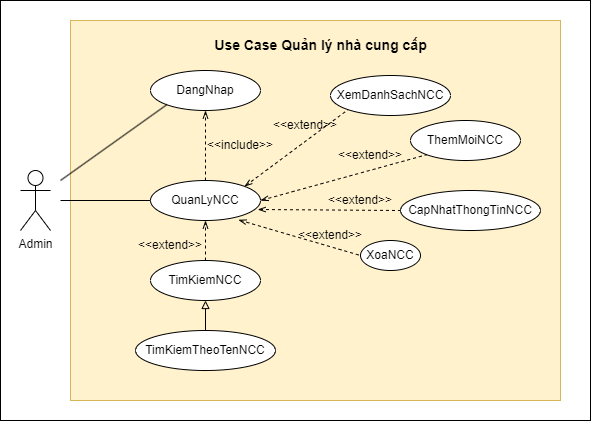 Use Case Quản lý nhà cung cấp
DangNhap
XemDanhSachNCC
<<extend>>
<<include>>
ThemMoiNCC
<<extend>>
QuanLyNCC
<<extend>>
CapNhatThongTinNCC
Admin
<<extend>>
<<extend>>
XoaNCC
TimKiemNCC
TimKiemTheoTenNCC